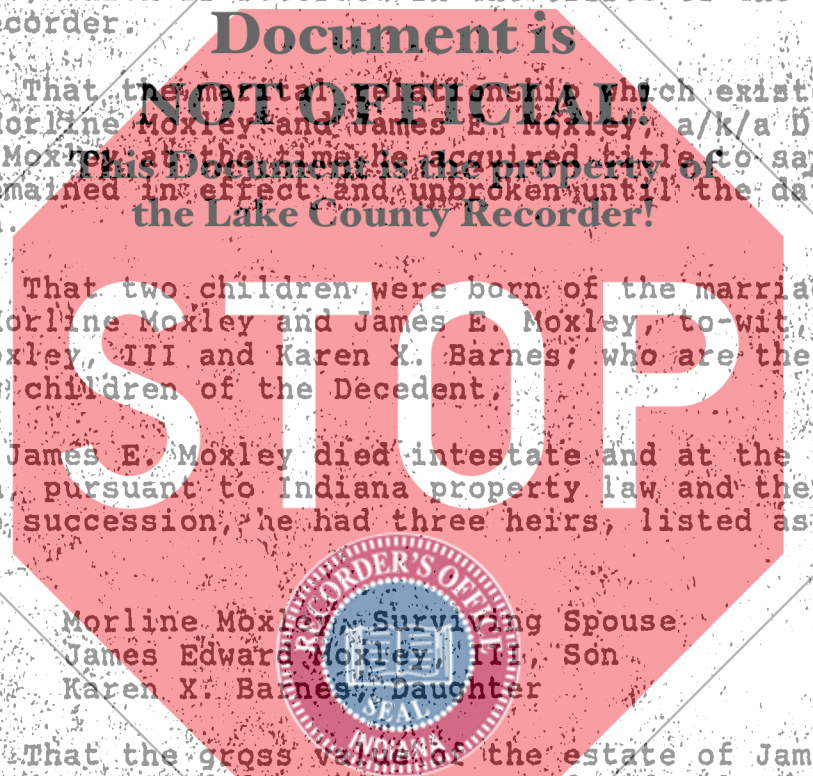 corder.
Document is
That the marital relationship which exist
NOT OFFICIAL!
Morline Moxley and James E. Moxley, a/k/a D
Moxley at the time he acquired title to sa
This Document is the property of
mained in effect and unbroken until the da
the Lake County Recorder!
That two children were born of the marria
orline Moxley and James E. Moxley, to-wit,
oxley, III and Karen X. Barnes; who are the
children of the Decedent.
STOP
James E. Moxley died intestate and at the
, pursuant to Indiana property law and the
succession, he had three heirs, listed as
RECORDER'S OFFICE
Morline Moxley, Surviving Spouse
James Edward Moxley, III, Son
Karen X. Barnes, Daughter
SEAL
INDIANA
That the gross value of the estate of Jam